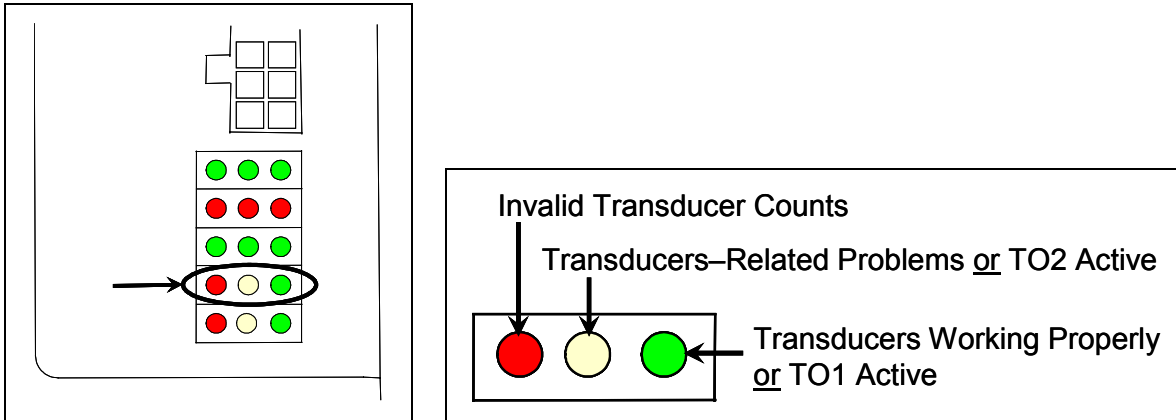 Invalid Transducer Counts
Transducers–Related Problems or TO2 Active
Transducers Working Properly
or TO1 Active